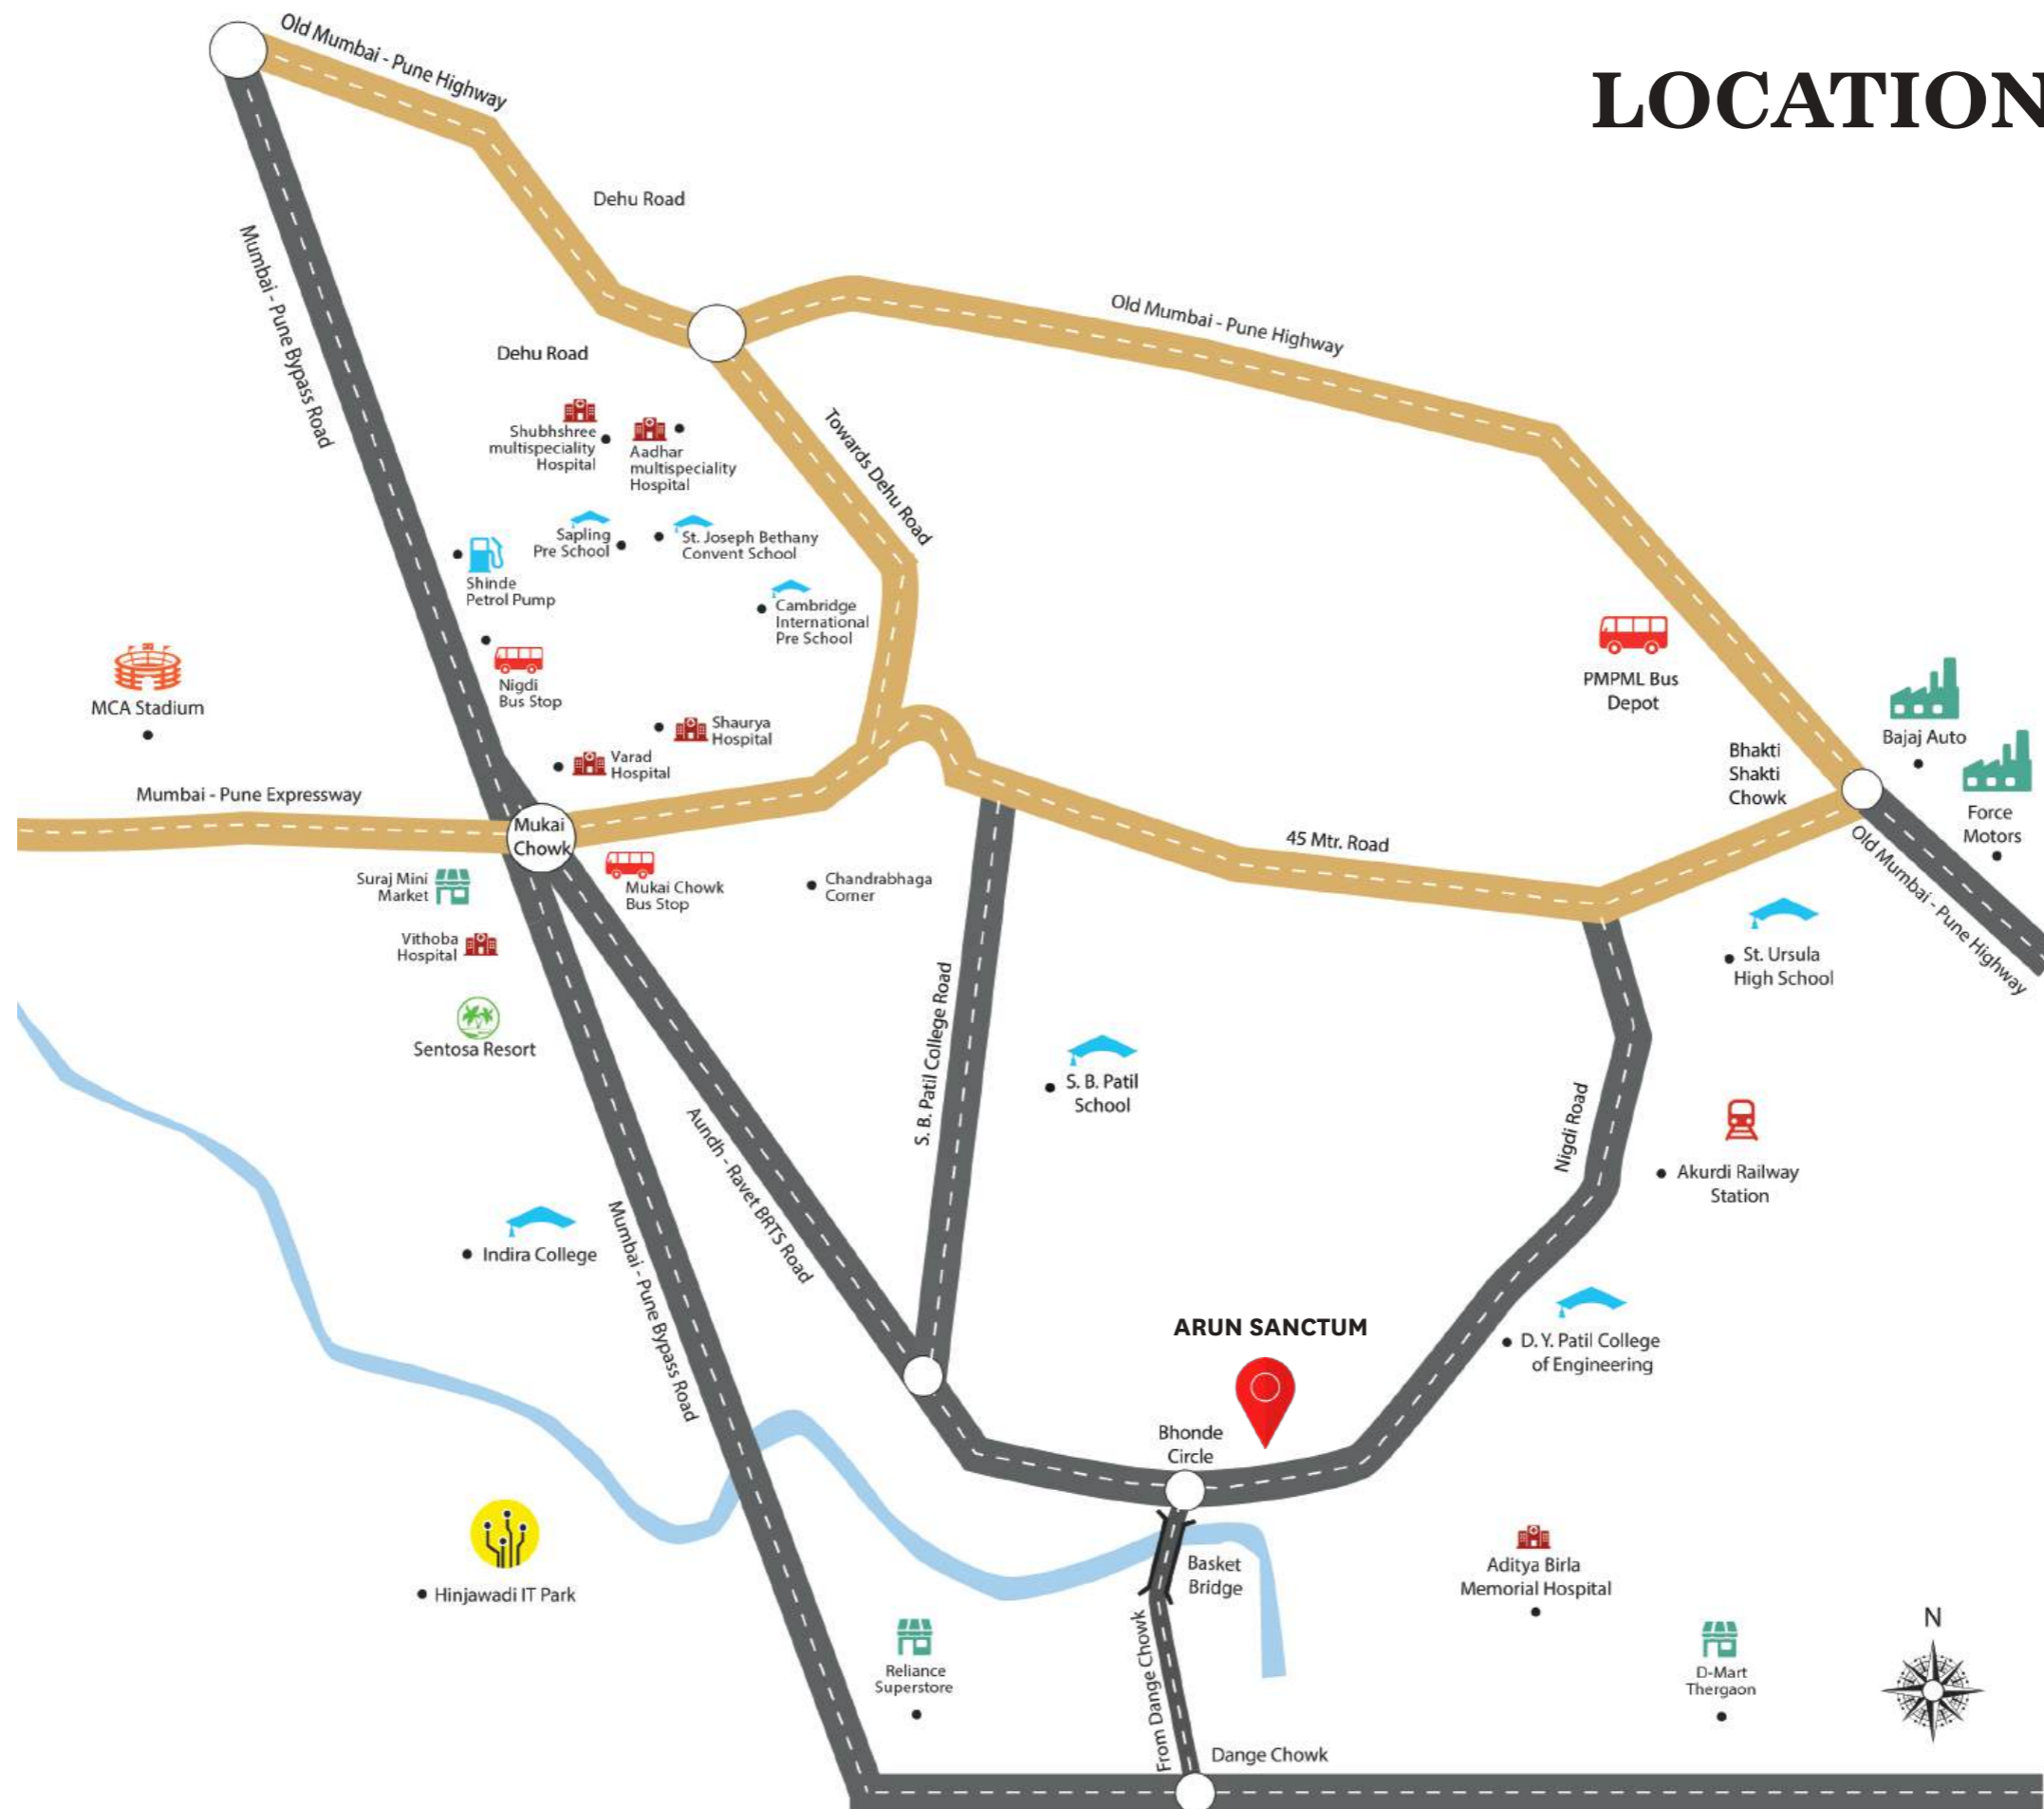 LOCATION
Old Mumbai - Pune Highway
Dehu Road
Mumbai - Pune Bypass Road
Old Mumbai - Pune Highway
Dehu Road
Towards Dehu Road
Shubhshree
multispeciality
Hospital
Aadhar
multispeciality
Hospital
Sapling
Pre School
St. Joseph Bethany
Convent School
Shinde
Petrol Pump
Cambridge
International
Pre School
Nigdi
Bus Stop
MCA Stadium
PMPML Bus
Depot
Shaurya
Hospital
Varad
Hospital
Bajaj Auto
Bhakti
Shakti
Chowk
Force
Motors
Mumbai - Pune Expressway
Mukai
Chowk
45 Mtr. Road
Old Mumbai - Pune Highway
Suraj Mini
Market
Mukai Chowk
Bus Stop
Chandrabhaga
Corner
Vithoba
Hospital
St. Ursula
High School
Sentosa Resort
S. B. Patil College Road
S. B. Patil
School
Nigdi Road
Akurdi Railway
Station
Aundh - Ravet BRTS Road
Indira College
Mumbai - Pune Bypass Road
ARUN SANCTUM
D. Y. Patil College
of Engineering
Bhonde
Circle
Hinjawadi IT Park
Basket
Bridge
Aditya Birla
Memorial Hospital
From Dange Chowk
Reliance
Superstore
D-Mart
Thergaon
N
Dange Chowk